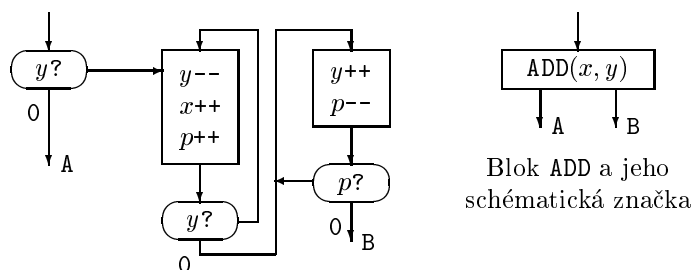 y?
0
A
y--
x++
p++
y?
0
y++
p--
p?
0
B
ADD(x, y)
A
B
Blok ADD a jeho
schématická značka